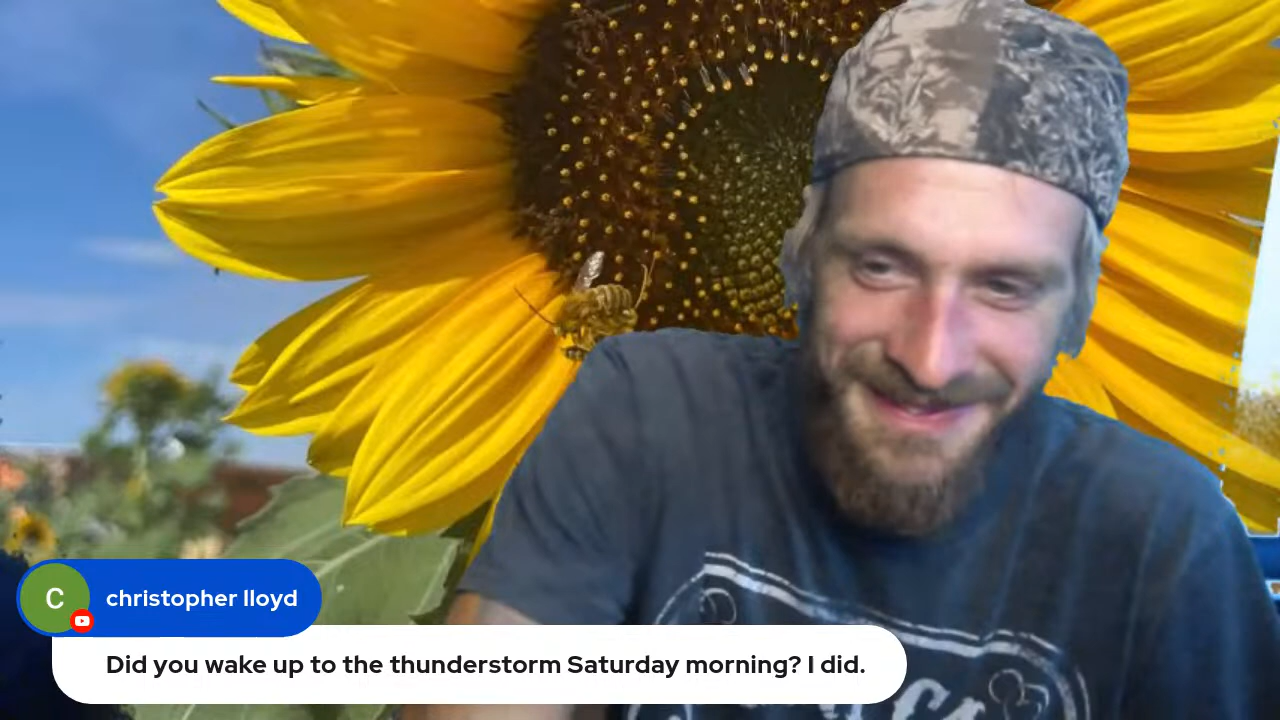 C
christopher lloyd
Did you wake up to the thunderstorm Saturday morning? I did.